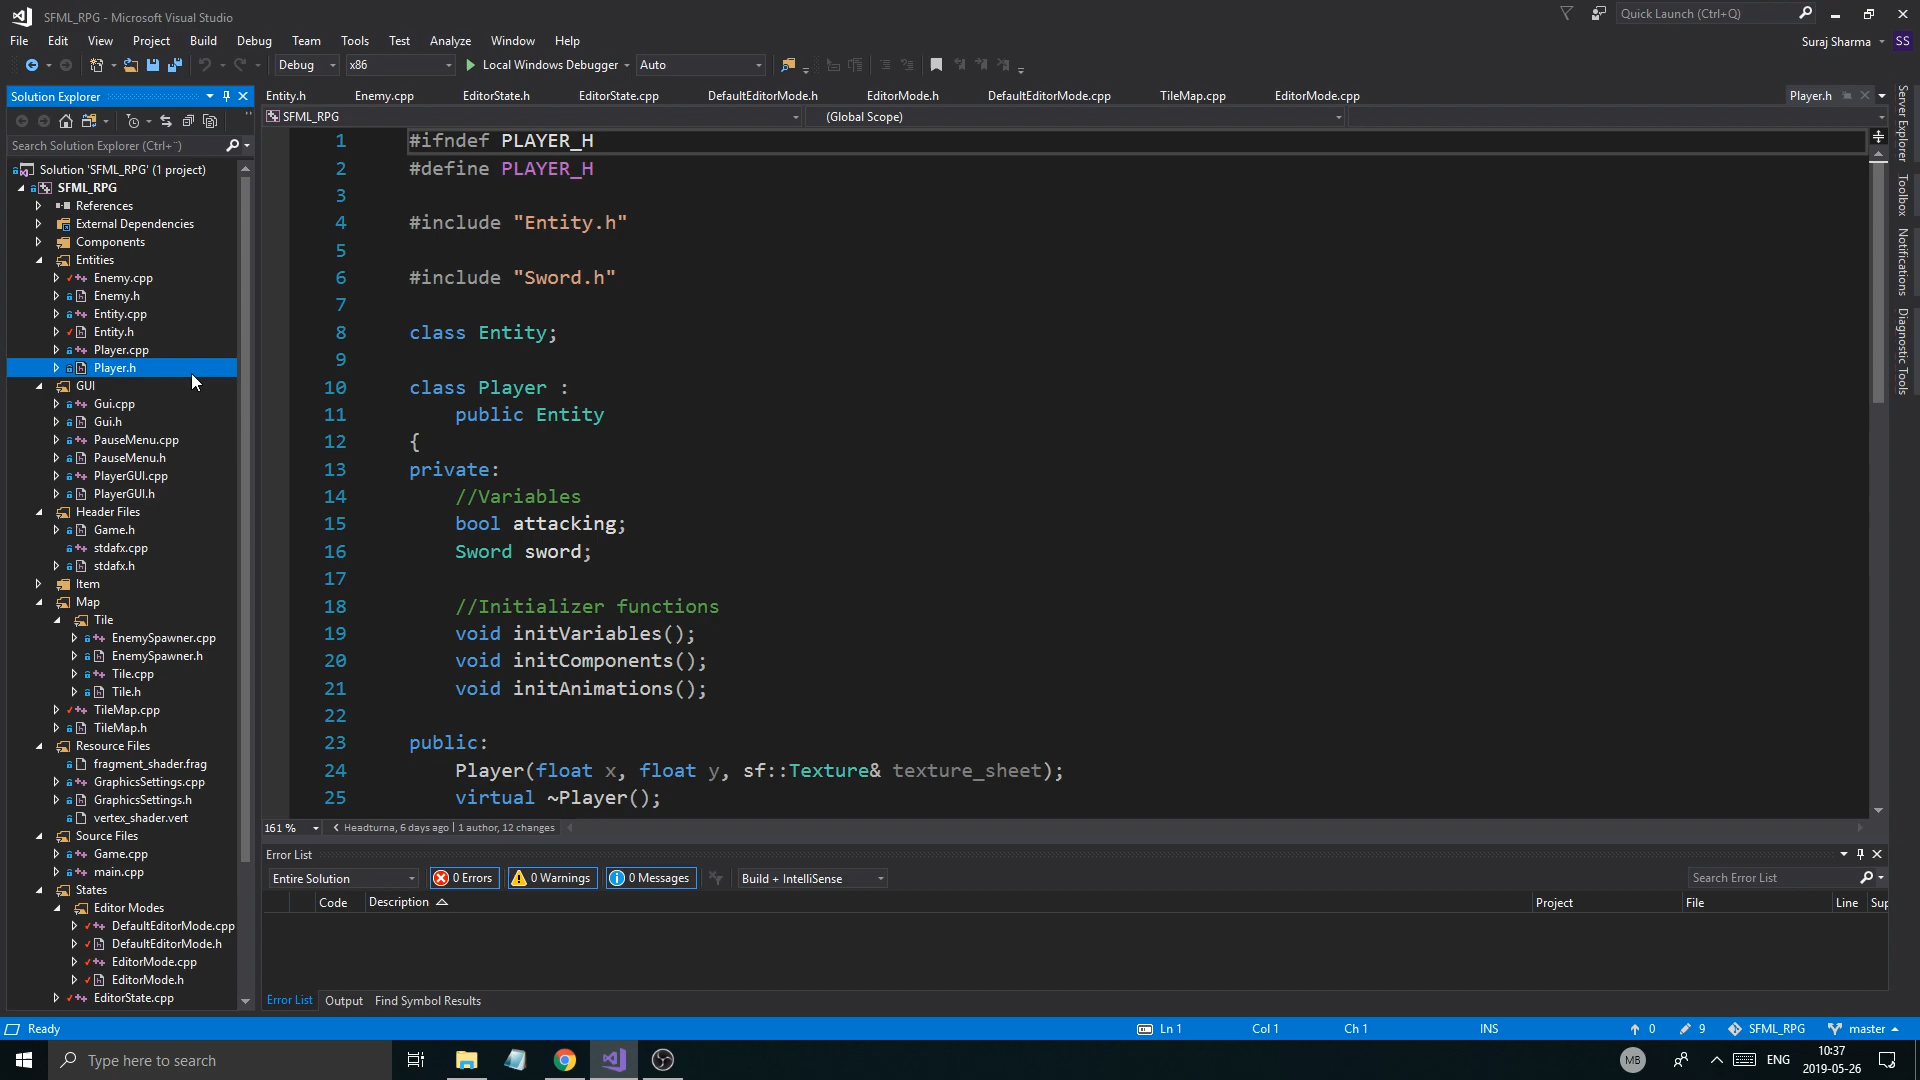 SFML_RPG - Microsoft Visual Studio
Quick Launch (Ctrl+Q)
File Edit View Project Build Debug Team Tools Test Analyze Window Help
Suraj Sharma SS
Debug x86 Local Windows Debugger Auto
Solution Explorer
Entity.h Enemy.cpp EditorState.h EditorState.cpp DefaultEditorMode.h EditorMode.h DefaultEditorMode.cpp TileMap.cpp EditorMode.cpp Player.h
SFML_RPG (Global Scope)
Search Solution Explorer (Ctrl+¨)
Solution 'SFML_RPG' (1 project)
SFML_RPG
References
External Dependencies
Components
Entities
Enemy.cpp
Enemy.h
Entity.cpp
Entity.h
Player.cpp
Player.h
GUI
Gui.cpp
Gui.h
PauseMenu.cpp
PauseMenu.h
PlayerGUI.cpp
PlayerGUI.h
Header Files
Game.h
stdafx.cpp
stdafx.h
Item
Map
Tile
EnemySpawner.cpp
EnemySpawner.h
Tile.cpp
Tile.h
TileMap.cpp
TileMap.h
Resource Files
fragment_shader.frag
GraphicsSettings.cpp
GraphicsSettings.h
vertex_shader.vert
Source Files
Game.cpp
main.cpp
States
Editor Modes
DefaultEditorMode.cpp
DefaultEditorMode.h
EditorMode.cpp
EditorMode.h
EditorState.cpp
1 #ifndef PLAYER_H
2 #define PLAYER_H
3
4 #include "Entity.h"
5
6 #include "Sword.h"
7
8 class Entity;
9
10 class Player :
11 public Entity
12 {
13 private:
14 //Variables
15 bool attacking;
16 Sword sword;
17
18 //Initializer functions
19 void initVariables();
20 void initComponents();
21 void initAnimations();
22
23 public:
24 Player(float x, float y, sf::Texture& texture_sheet);
25 virtual ~Player();
161 % Headturna, 6 days ago | 1 author, 12 changes
Server Explorer
Toolbox
Notifications
Diagnostic Tools
Error List
Entire Solution 0 Errors 0 Warnings 0 Messages Build + IntelliSense Search Error List
Code Description Project File Line Sup
Error List Output Find Symbol Results
Ready Ln 1 Col 1 Ch 1 INS 0 9 SFML_RPG master
Type here to search MB ENG 10:37
2019-05-26